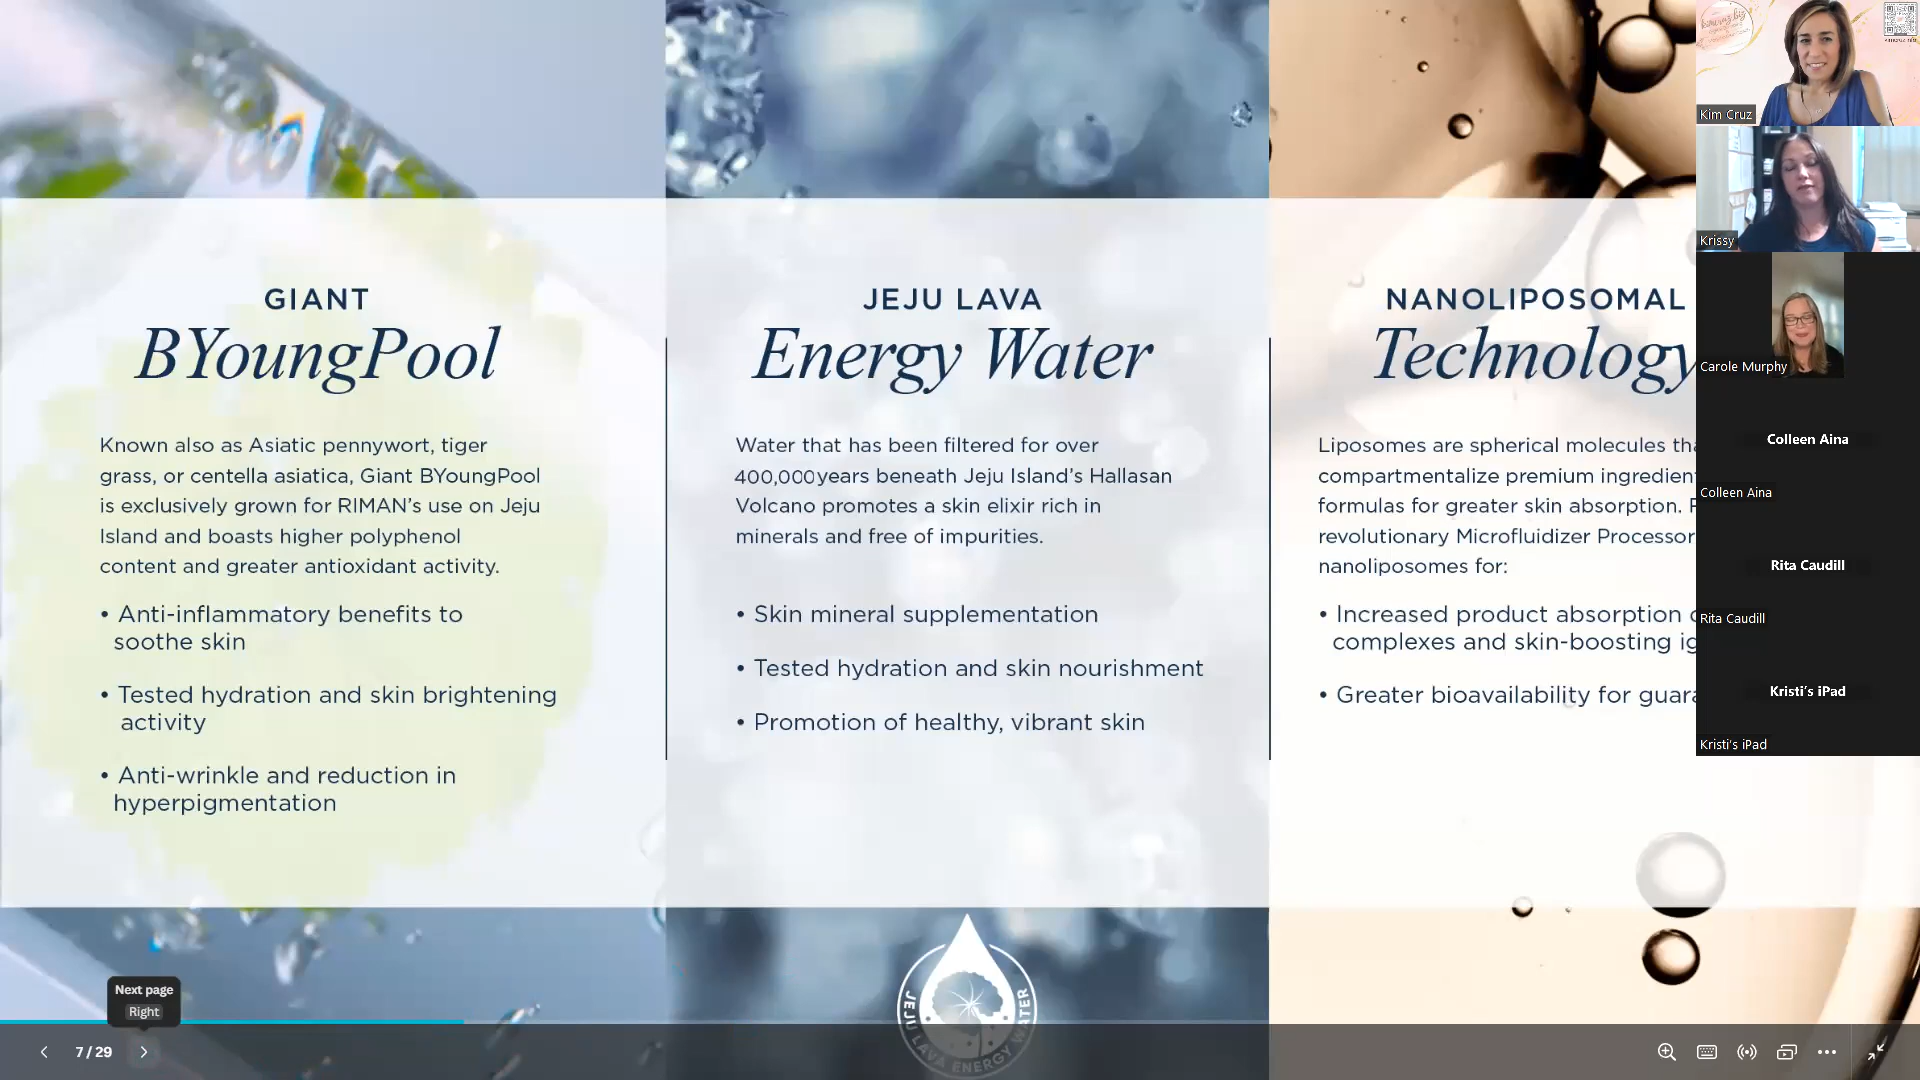 GIANT
BYoungPool
Known also as Asiatic pennywort, tiger
grass, or centella asiatica, Giant BYoungPool
is exclusively grown for RIMAN's use on Jeju
Island and boasts higher polyphenol
content and greater antioxidant activity.
• Anti-inflammatory benefits to
soothe skin
• Tested hydration and skin brightening
activity
• Anti-wrinkle and reduction in
hyperpigmentation
JEJU LAVA
Energy Water
Water that has been filtered for over
400,000years beneath Jeju Island's Hallasan
Volcano promotes a skin elixir rich in
minerals and free of impurities.
• Skin mineral supplementation
• Tested hydration and skin nourishment
• Promotion of healthy, vibrant skin
JEJU LAVA ENERGY WATER
NANOLIPOSOMAL
Technology
Liposomes are spherical molecules
compartmentalize premium
formulas for greater skin absorption.
revolutionary Microfluidizer Processor
nanoliposomes for:
• Increased product absorption
complexes and skin-boosting
• Greater bioavailability for
Kim Cruz
Krissy
Carole Murphy
Colleen Aina
Colleen Aina
Rita Caudill
Rita Caudill
Kristi's iPad
Kristi's iPad
Next page
Right
7 / 29